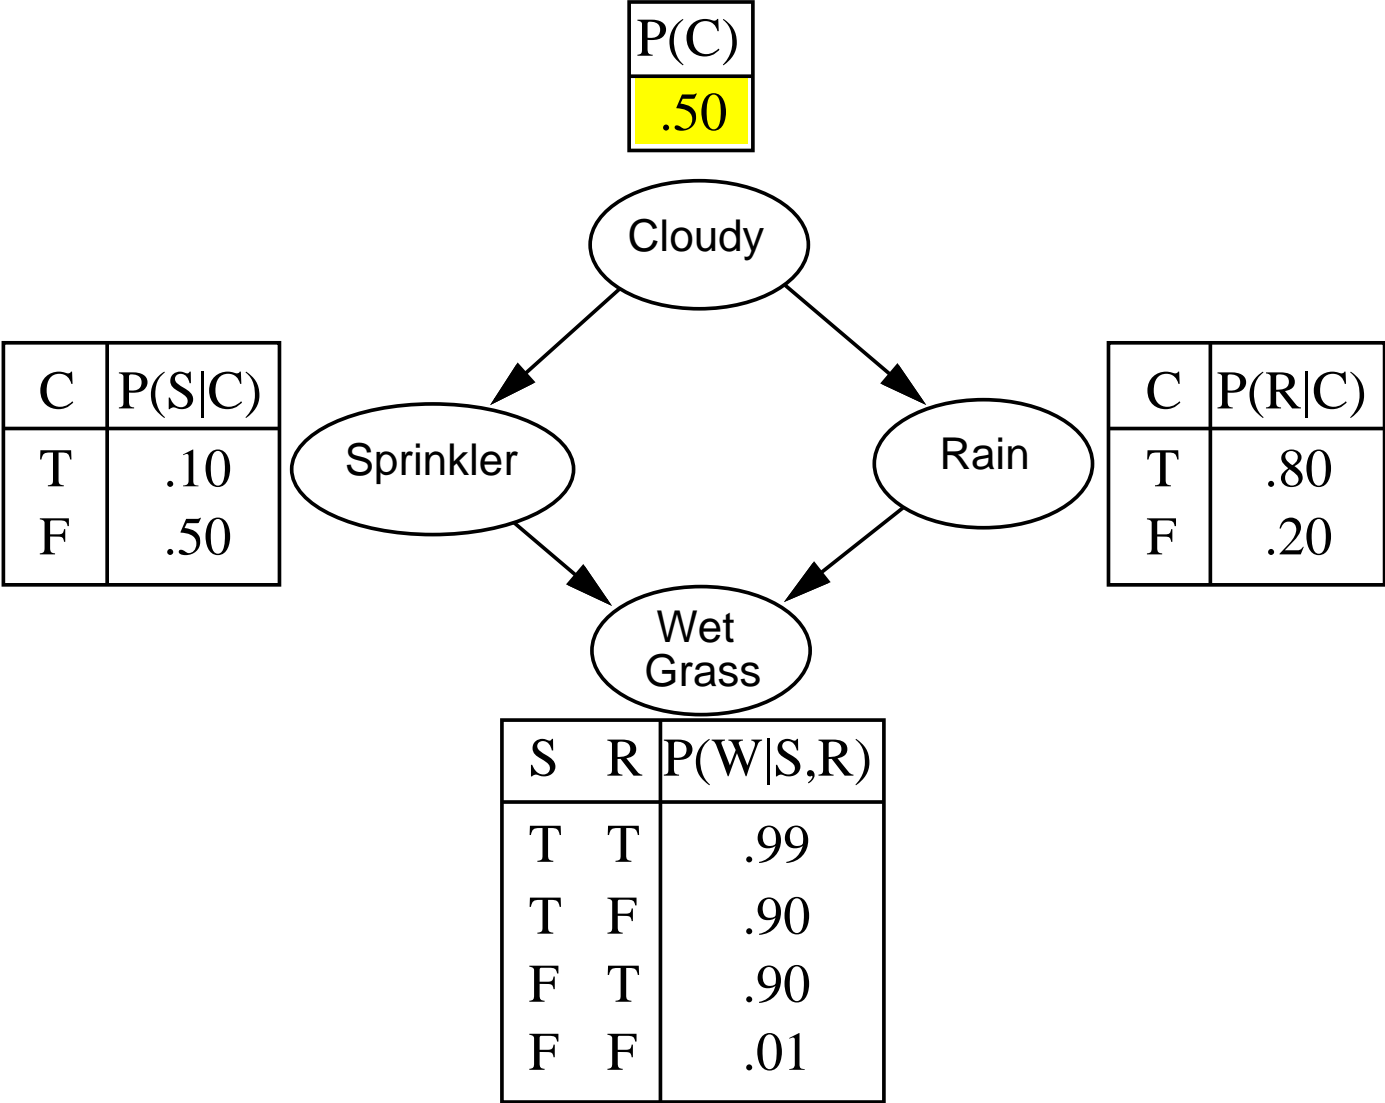 P(C)
.50
Cloudy
C P(S|C)
T .10
F .50
Sprinkler
Rain
C P(R|C)
T .80
F .20
Wet
Grass
S R P(W|S,R)
T T .99
T F .90
F T .90
F F .01